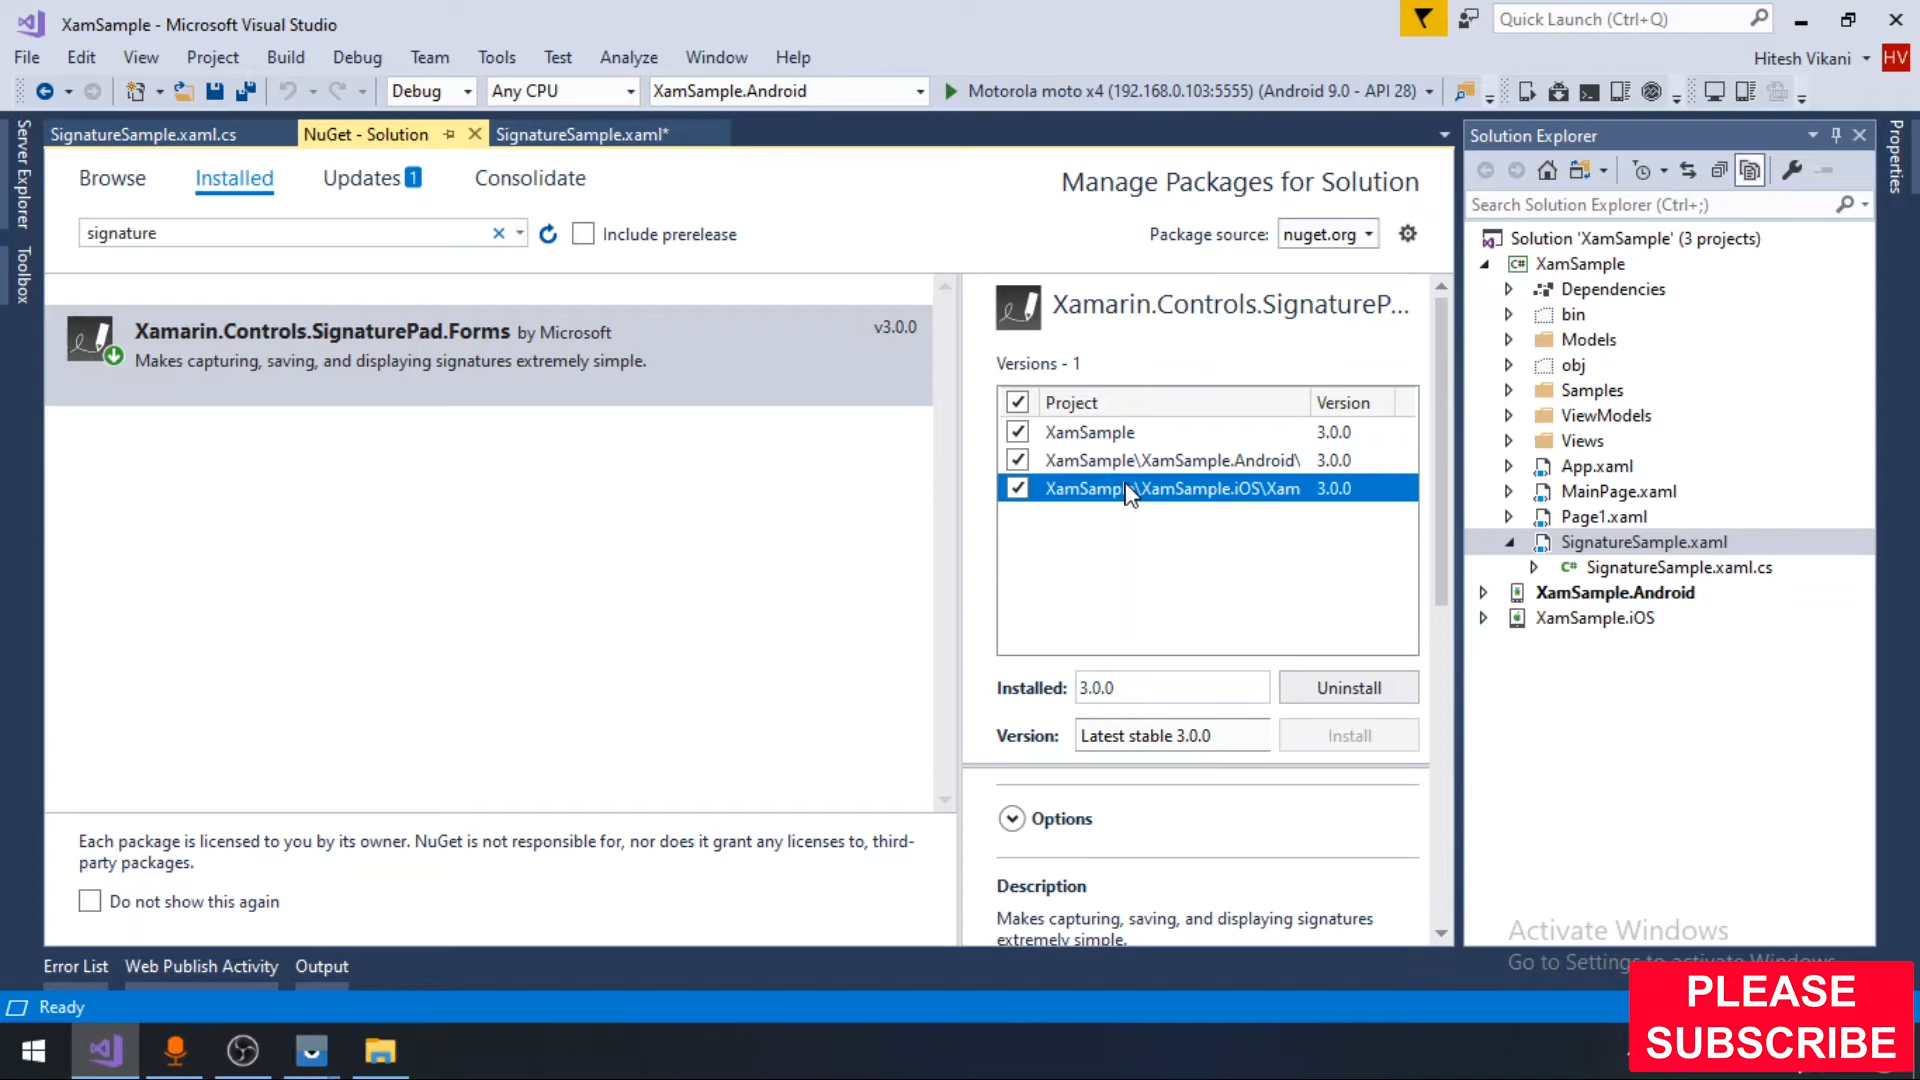 XamSample - Microsoft Visual Studio
Quick Launch (Ctrl+Q)
File Edit View Project Build Debug Team Tools Test Analyze Window Help
Hitesh Vikani HV
Debug Any CPU XamSample.Android Motorola moto x4 (192.168.0.103:5555) (Android 9.0 - API 28)
Server Explorer
Toolbox
SignatureSample.xaml.cs NuGet - Solution SignatureSample.xaml*
Browse Installed Updates 1 Consolidate
Manage Packages for Solution
signature
Include prerelease
Package source: nuget.org
Xamarin.Controls.SignaturePad.Forms by Microsoft v3.0.0
Makes capturing, saving, and displaying signatures extremely simple.
Each package is licensed to you by its owner. NuGet is not responsible for, nor does it grant any licenses to, third-
party packages.
Do not show this again
Xamarin.Controls.SignatureP...
Versions - 1
Project Version
XamSample 3.0.0
XamSample\XamSample.Android\ 3.0.0
XamSample\XamSample.iOS\Xam 3.0.0
Installed: 3.0.0 Uninstall
Version: Latest stable 3.0.0 Install
Options
Description
Makes capturing, saving, and displaying signatures
extremely simple.
Solution Explorer
Search Solution Explorer (Ctrl+;)
Solution 'XamSample' (3 projects)
C# XamSample
Dependencies
bin
Models
obj
Samples
ViewModels
Views
App.xaml
MainPage.xaml
Page1.xaml
SignatureSample.xaml
C# SignatureSample.xaml.cs
XamSample.Android
XamSample.iOS
Properties
Activate Windows
Go to Settings to activate Windows.
Error List Web Publish Activity Output
Ready
PLEASE
SUBSCRIBE